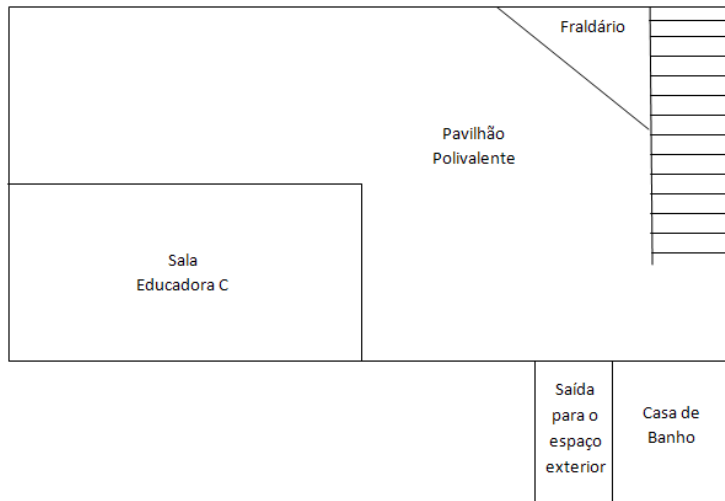 Fraldário
Pavilhão
Polivalente
Sala
Educadora C
Saída
para o
espaço
exterior
Casa de
Banho